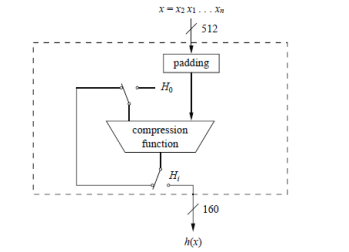 x = x₂ x₁ . . . xₙ
512
padding
H₀
compression
function
Hᵢ
160
h(x)